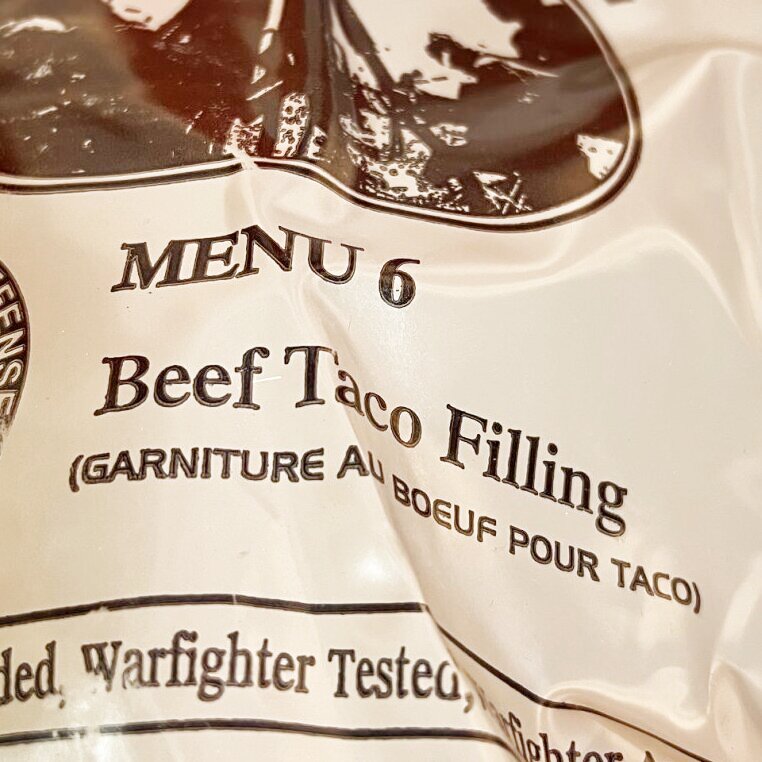 MENU 6
Beef Taco Filling
(GARNITURE AU BOEUF POUR TACO)
Warfighter Tested,